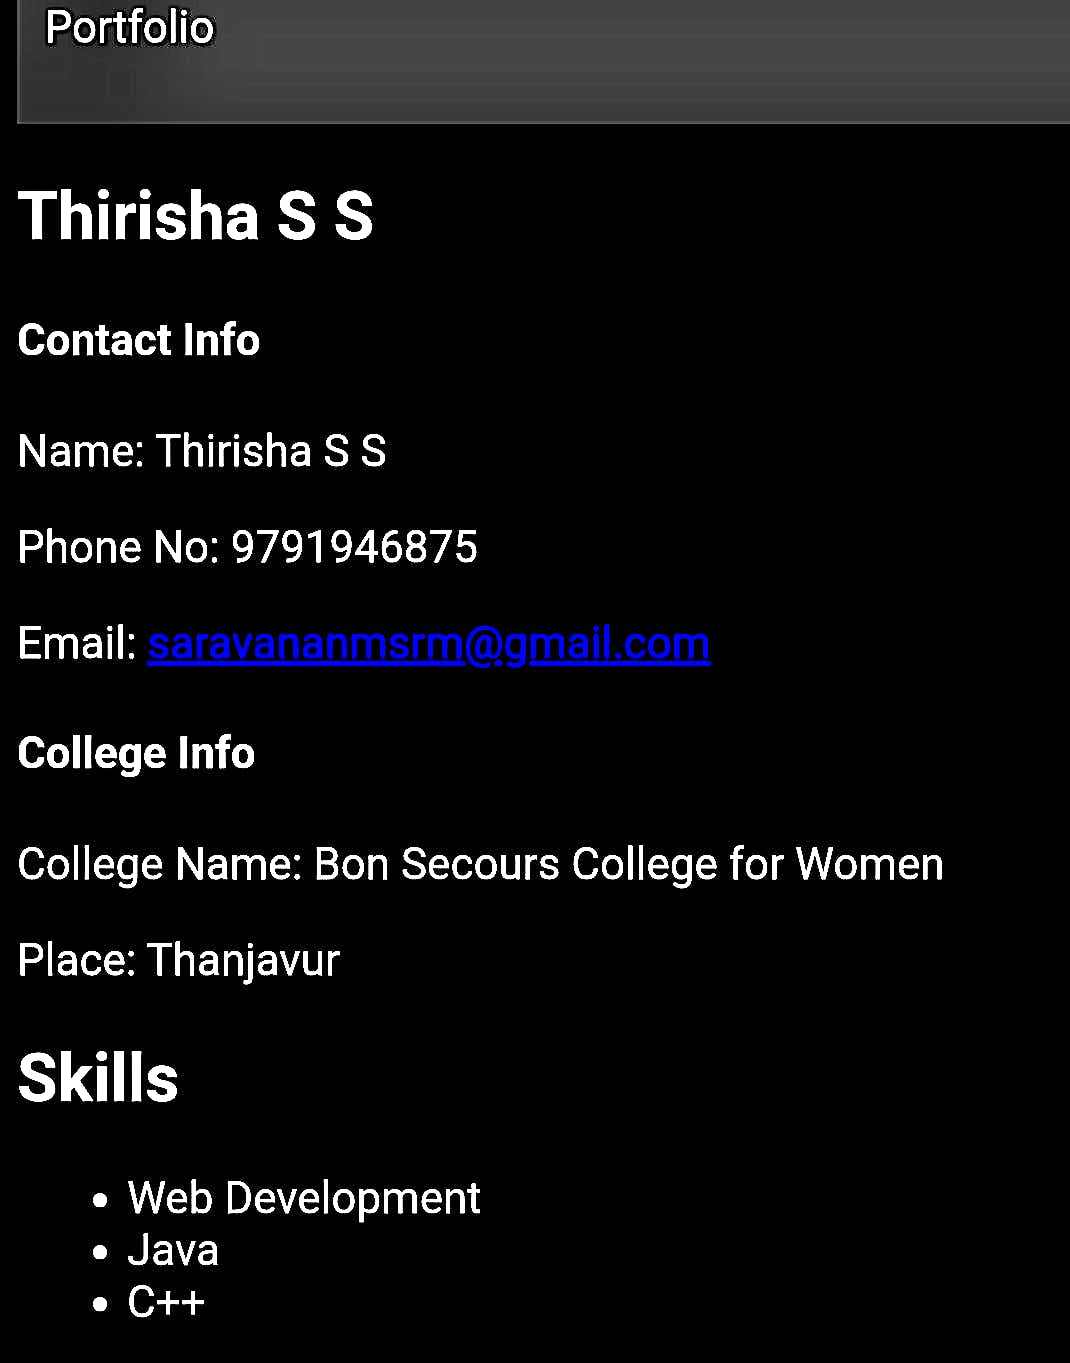 Portfolio
Thirisha S S
Contact Info
Name: Thirisha S S
Phone No: 9791946875
Email: saravananmsrm@gmail.com
College Info
College Name: Bon Secours College for Women
Place: Thanjavur
Skills
• Web Development
• Java
• C++